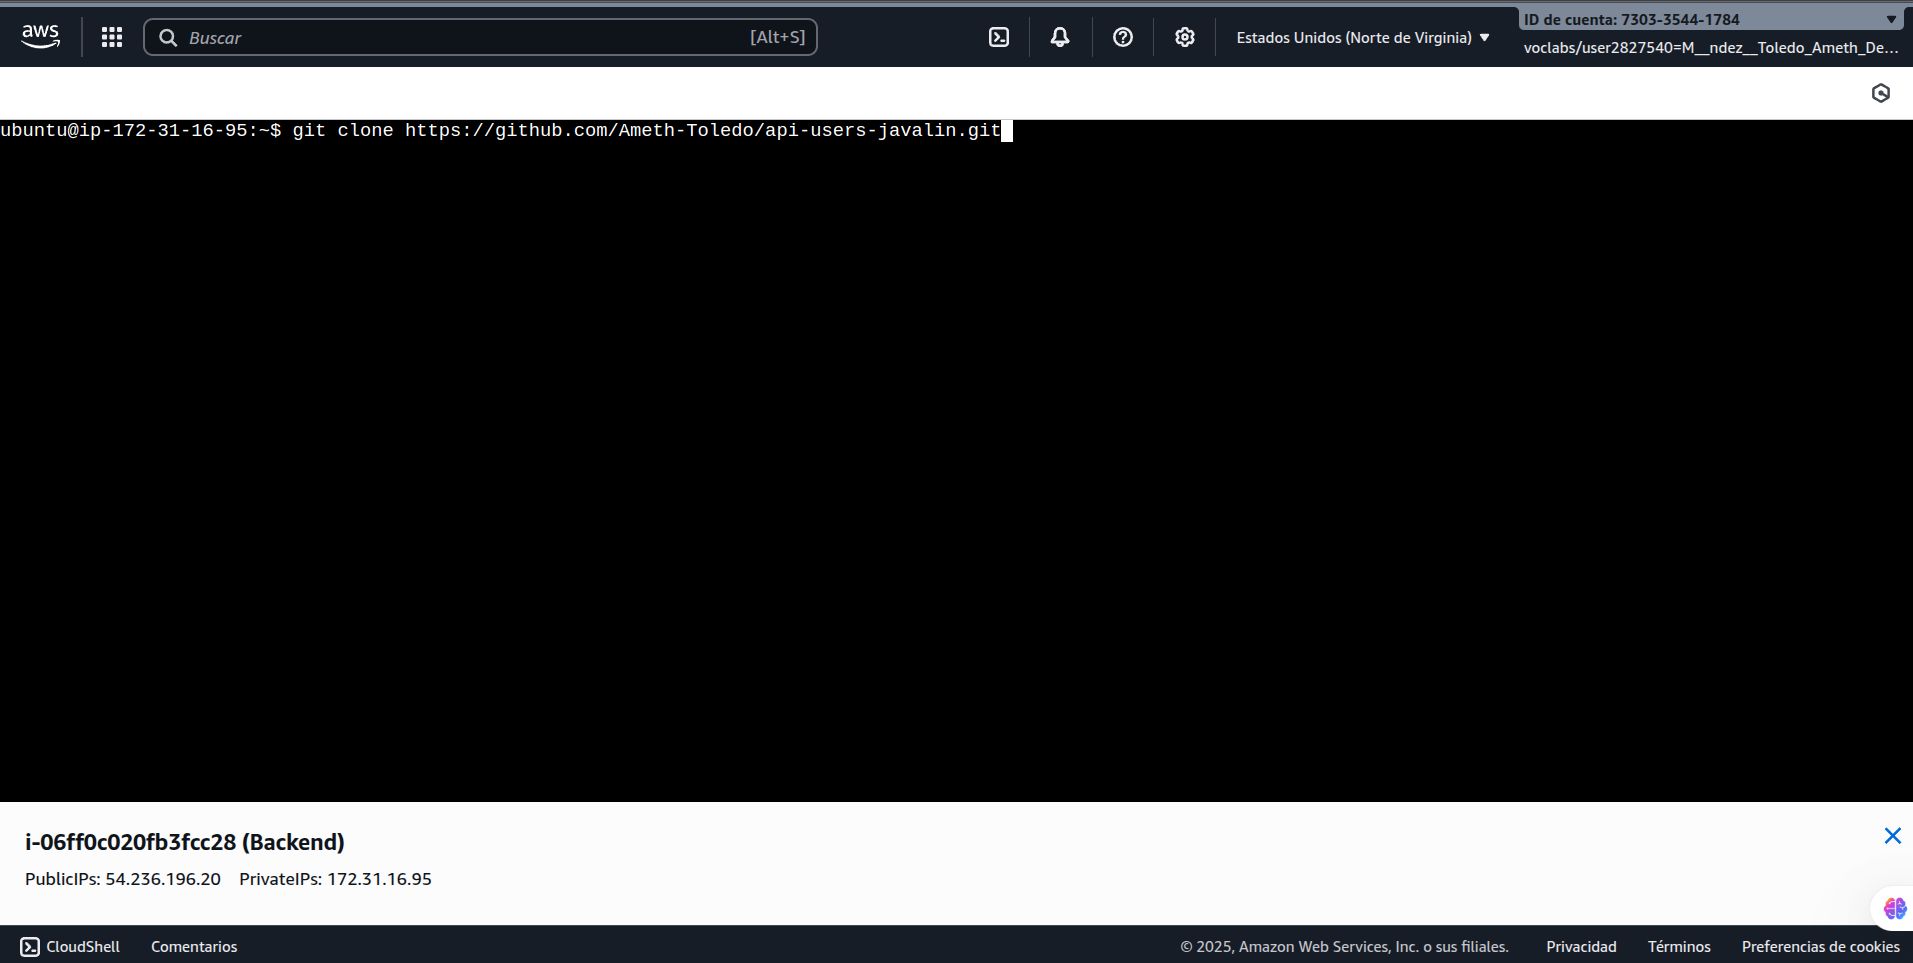 aws
Buscar
[Alt+S]
Estados Unidos (Norte de Virginia)
ID de cuenta: 7303-3544-1784
voclabs/user2827540=M__ndez__Toledo_Ameth_De...
ubuntu@ip-172-31-16-95:~$ git clone https://github.com/Ameth-Toledo/api-users-javalin.git
i-06ff0c020fb3fcc28 (Backend)
PublicIPs: 54.236.196.20 PrivateIPs: 172.31.16.95
CloudShell Comentarios © 2025, Amazon Web Services, Inc. o sus filiales. Privacidad Términos Preferencias de cookies